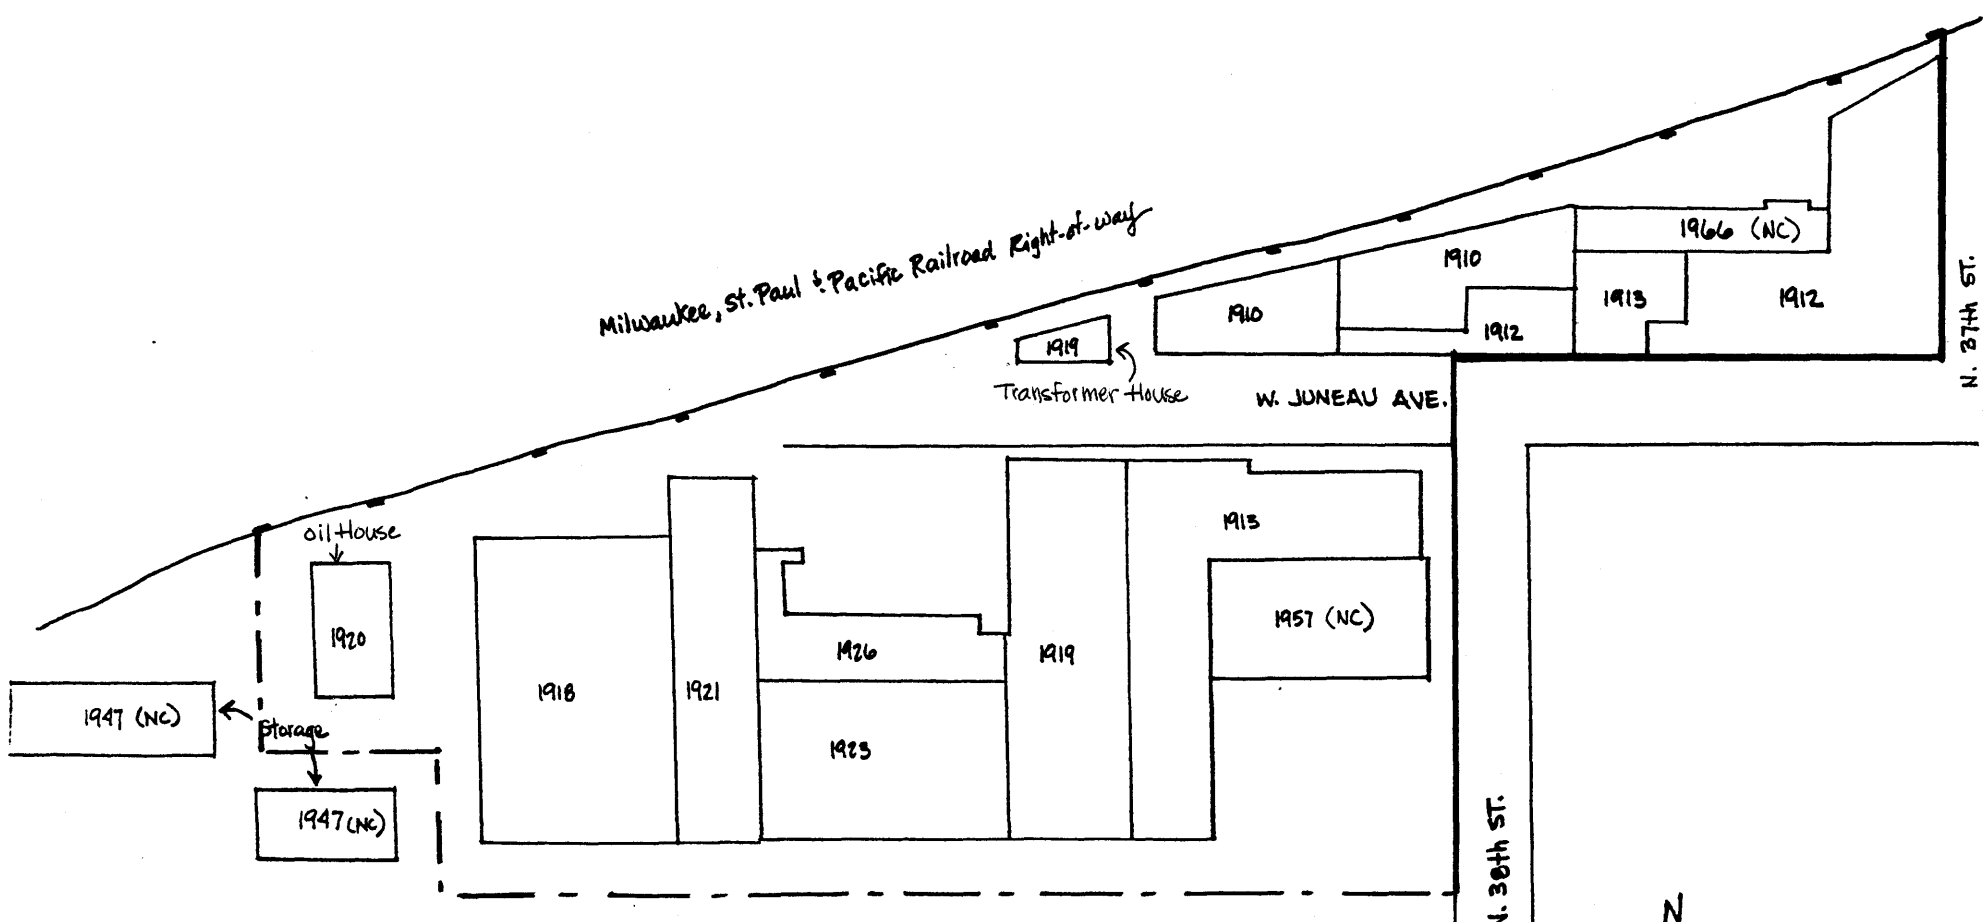 Milwaukee, St. Paul & Pacific Railroad Right-of-way
1966 (NC)
1910
1913
1912
1910
1912
1919
Transformer House
W. JUNEAU AVE.
N. 37th ST.
oil House
1920
1913
1957 (NC)
1926
1919
1918
1921
1923
1947 (NC)
Storage
1947 (NC)
N. 38th ST.
N